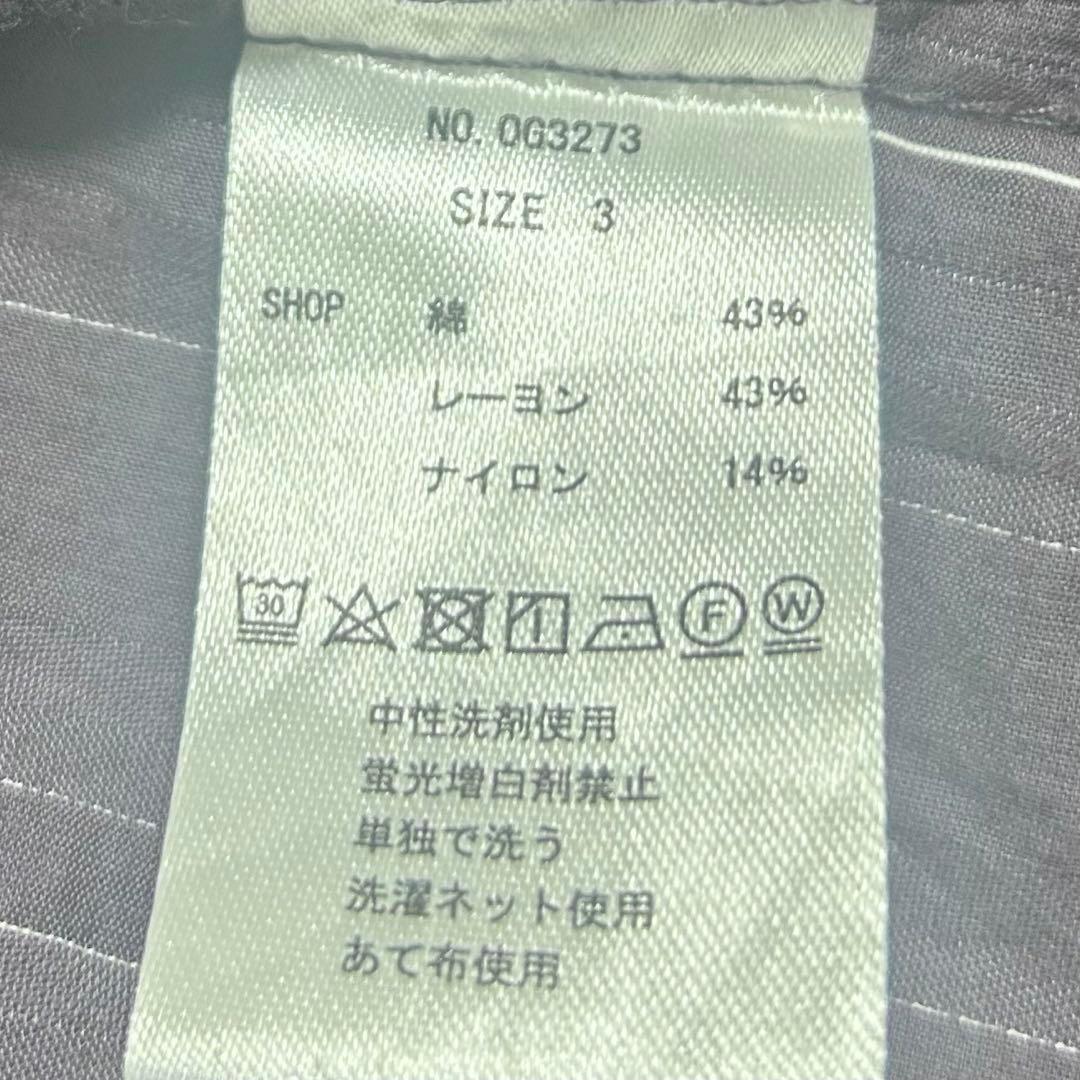 NO. OG3273
SIZE 3
SHOP 綿 43%
レーヨン 43%
ナイロン 14%
30 F W
中性洗剤使用
蛍光増白剤禁止
単独で洗う
洗濯ネット使用
あて布使用